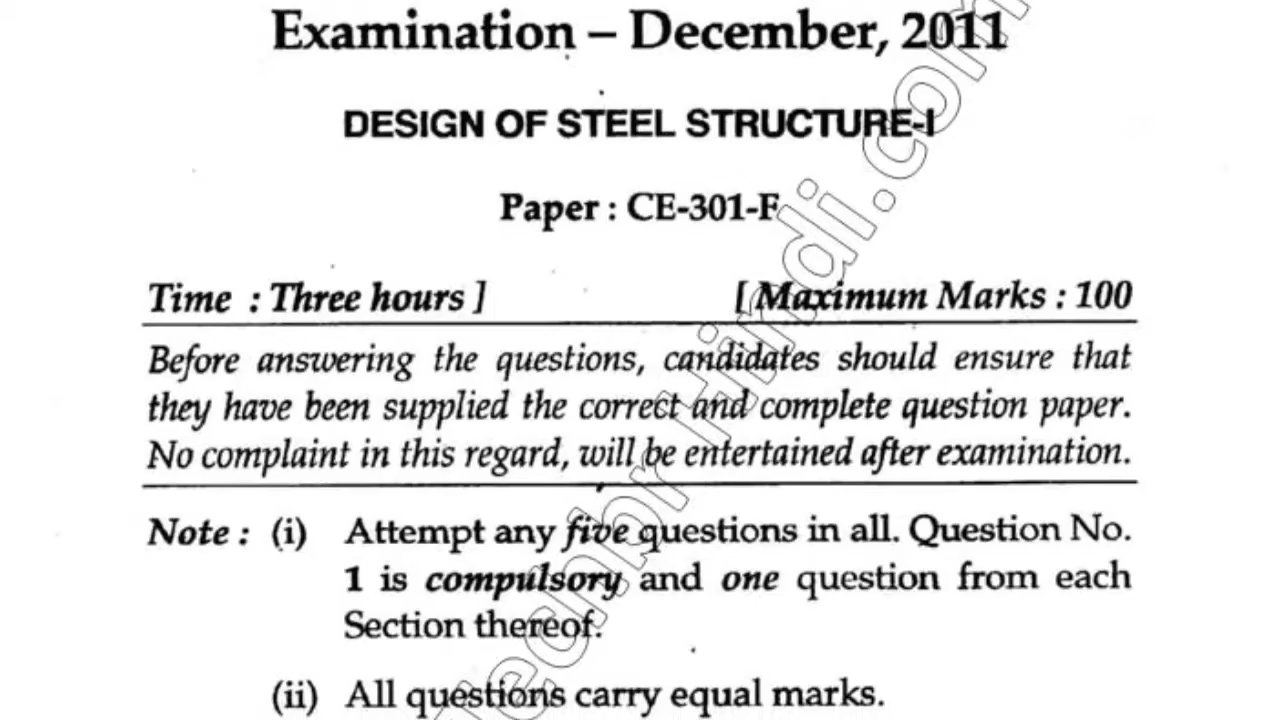 Examination – December, 2011
DESIGN OF STEEL STRUCTURE-I
Paper : CE-301-F
Time : Three hours ] [ Maximum Marks : 100
Before answering the questions, candidates should ensure that
they have been supplied the correct and complete question paper.
No complaint in this regard, will be entertained after examination.
Note : (i) Attempt any five questions in all. Question No.
1 is compulsory and one question from each
Section thereof.
(ii) All questions carry equal marks.
Hindi.com